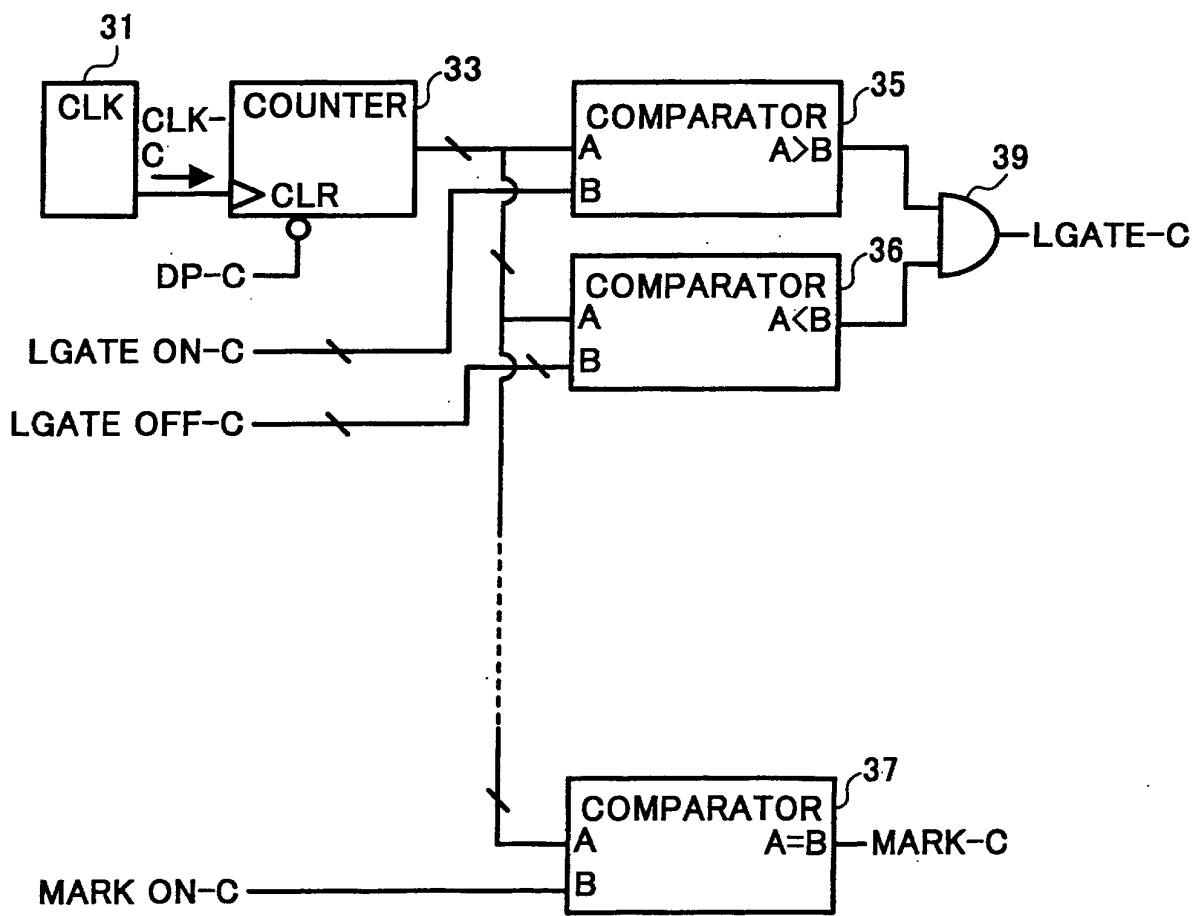 31
CLK
CLK-
C
33
COUNTER
CLR
DP-C
35
COMPARATOR
A
A>B
B
39
LGATE-C
36
COMPARATOR
A
A<B
B
LGATE ON-C
LGATE OFF-C
37
COMPARATOR
A
A=B
MARK-C
B
MARK ON-C